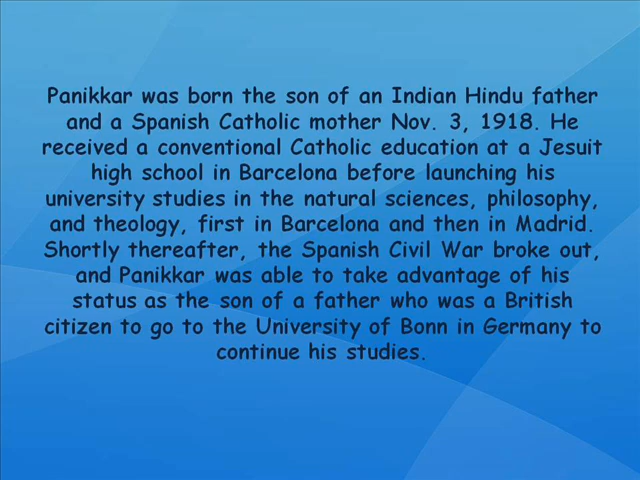 Panikkar was born the son of an Indian Hindu father
and a Spanish Catholic mother Nov. 3, 1918. He
received a conventional Catholic education at a Jesuit
high school in Barcelona before launching his
university studies in the natural sciences, philosophy,
and theology, first in Barcelona and then in Madrid.
Shortly thereafter, the Spanish Civil War broke out,
and Panikkar was able to take advantage of his
status as the son of a father who was a British
citizen to go to the University of Bonn in Germany to
continue his studies.